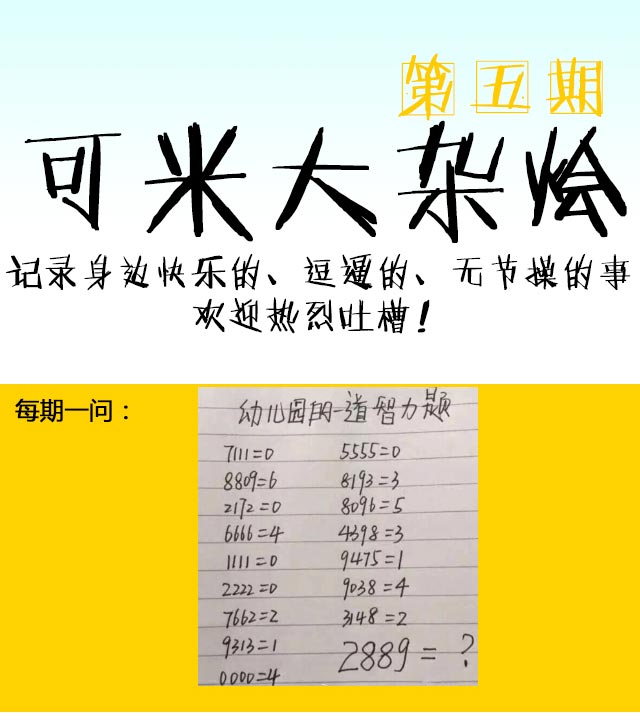 第五期
可米大杂烩
记录身边快乐的、逗逼的、无节操的事
欢迎热烈吐槽！
每期一问：
幼儿园的一道智力题
7111=0
8809=6
2172=0
6666=4
1111=0
2222=0
7662=2
9313=1
0000=4
5555=0
8193=3
8096=5
4398=3
9475=1
9038=4
3148=2
2889=？